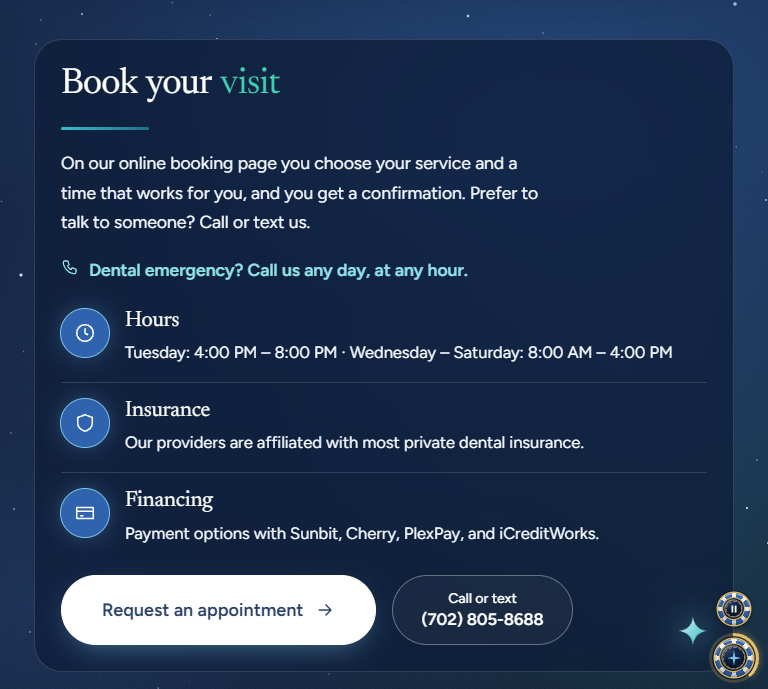 Book your visit
On our online booking page you choose your service and a
time that works for you, and you get a confirmation. Prefer to
talk to someone? Call or text us.
Dental emergency? Call us any day, at any hour.
Hours
Tuesday: 4:00 PM – 8:00 PM · Wednesday – Saturday: 8:00 AM – 4:00 PM
Insurance
Our providers are affiliated with most private dental insurance.
Financing
Payment options with Sunbit, Cherry, PlexPay, and iCreditWorks.
Request an appointment →
Call or text
(702) 805-8688